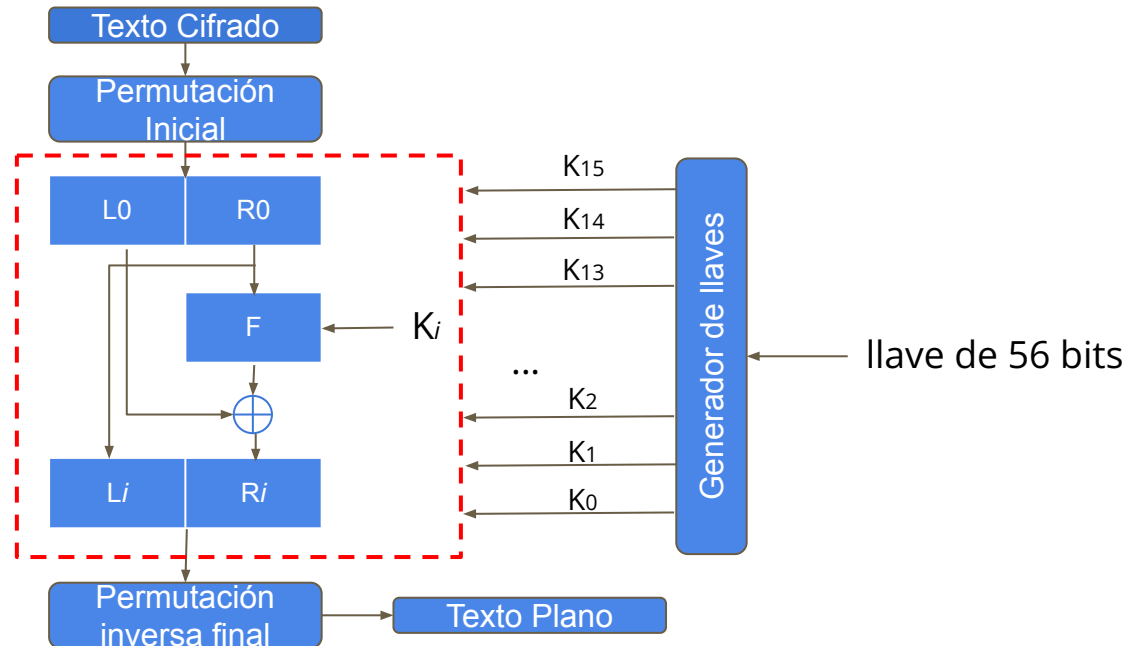 Texto Cifrado
Permutación
Inicial
L0
R0
F
Ki
Li
Ri
Permutación
inversa final
Texto Plano
K15
K14
K13
...
K2
K1
K0
Generador de llaves
llave de 56 bits